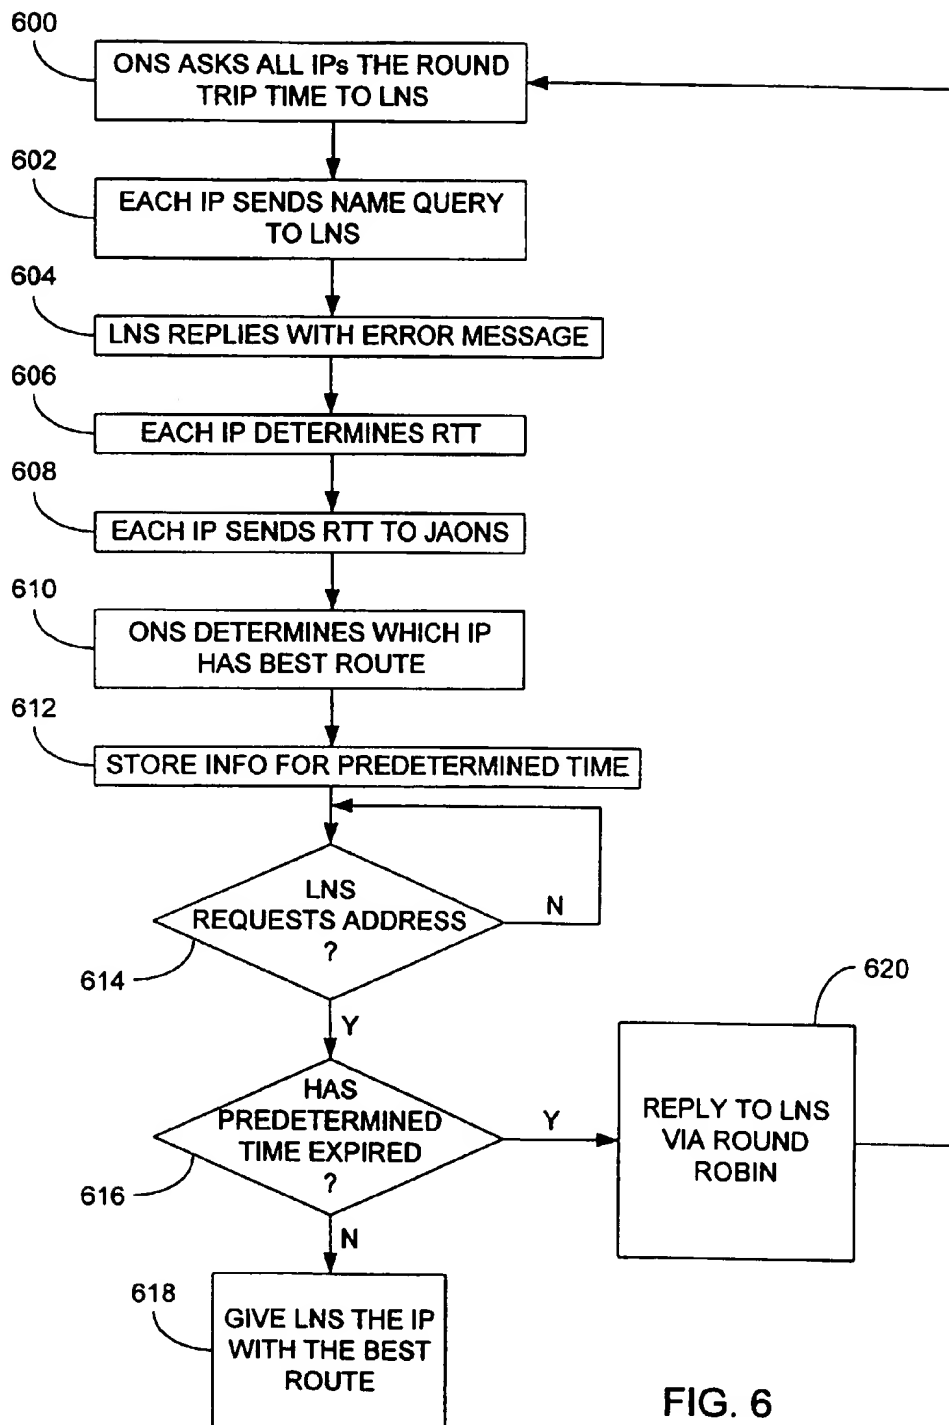 600
ONS ASKS ALL IPs THE ROUND
TRIP TIME TO LNS
602
EACH IP SENDS NAME QUERY
TO LNS
604
LNS REPLIES WITH ERROR MESSAGE
606
EACH IP DETERMINES RTT
608
EACH IP SENDS RTT TO JAONS
610
ONS DETERMINES WHICH IP
HAS BEST ROUTE
612
STORE INFO FOR PREDETERMINED TIME
LNS
REQUESTS ADDRESS
?
N
614
Y
HAS
PREDETERMINED
TIME EXPIRED
?
Y
616
N
620
REPLY TO LNS
VIA ROUND
ROBIN
618
GIVE LNS THE IP
WITH THE BEST
ROUTE
FIG. 6